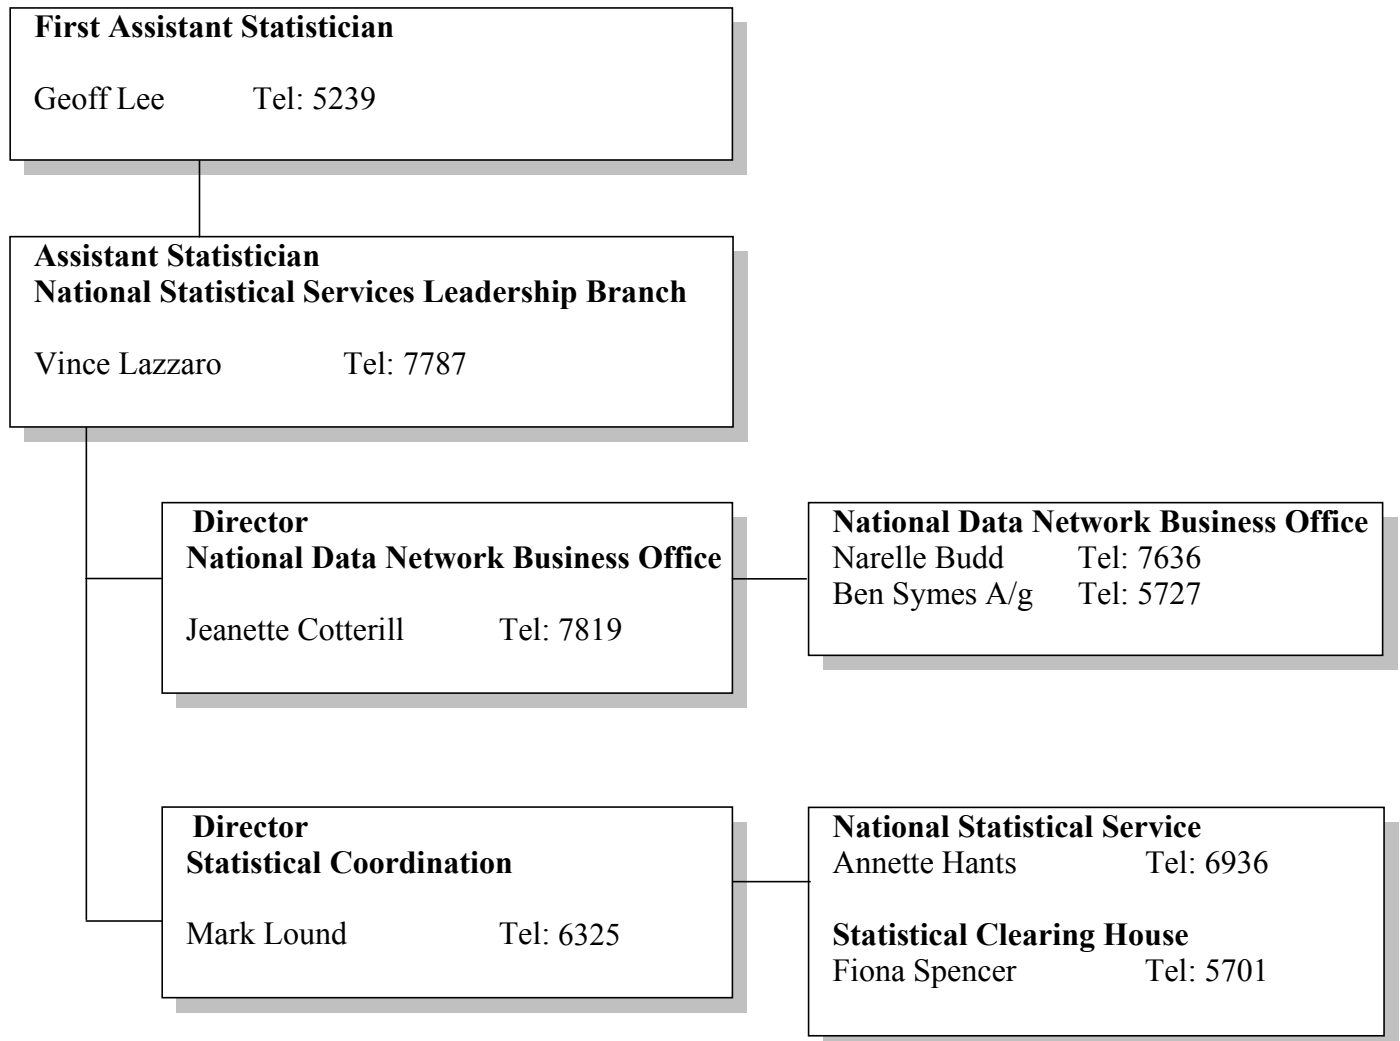 First Assistant Statistician
Geoff Lee Tel: 5239
Assistant Statistician
National Statistical Services Leadership Branch
Vince Lazzaro Tel: 7787
Director
National Data Network Business Office
Jeanette Cotterill Tel: 7819
National Data Network Business Office
Narelle Budd Tel: 7636
Ben Symes A/g Tel: 5727
Director
Statistical Coordination
Mark Lound Tel: 6325
National Statistical Service
Annette Hants Tel: 6936
Statistical Clearing House
Fiona Spencer Tel: 5701